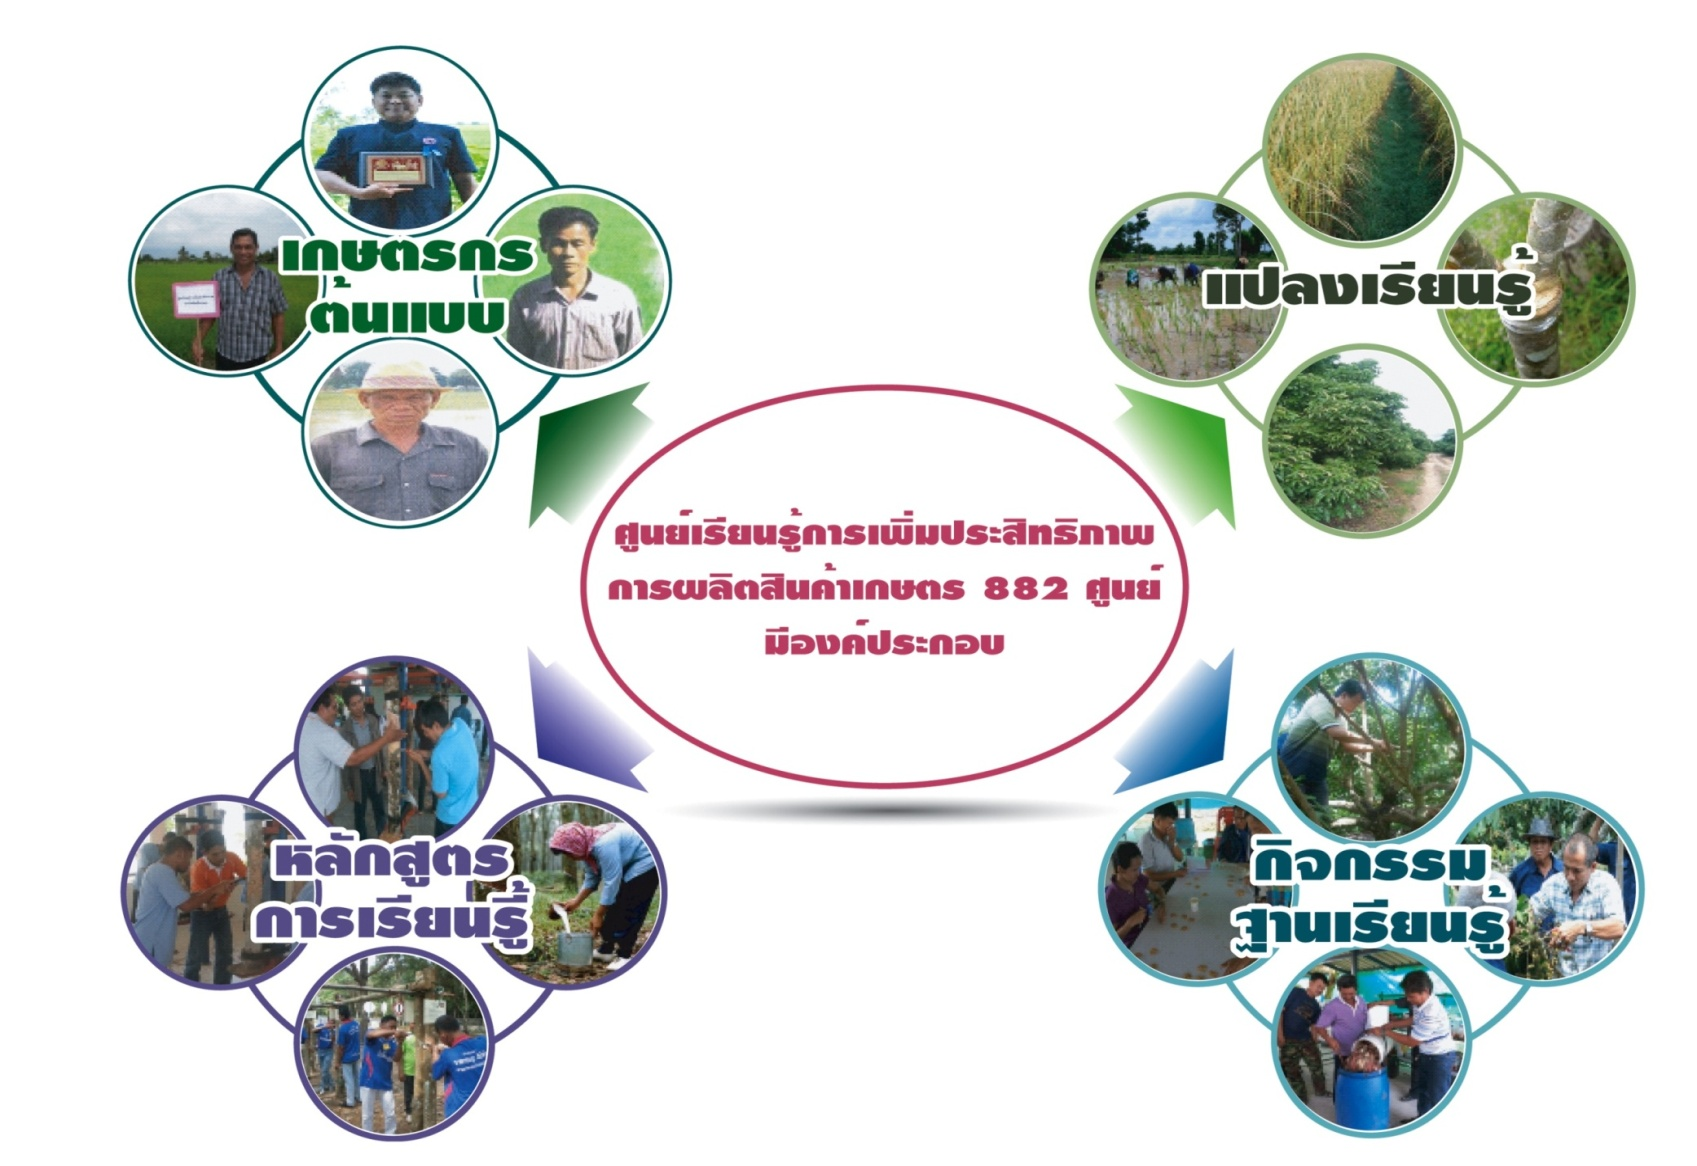 เกษตรกร
ต้นแบบ
แปลงเรียนรู้
ศูนย์เรียนรู้การเพิ่มประสิทธิภาพ
การผลิตสินค้าเกษตร 882 ศูนย์
มีองค์ประกอบ
หลักสูตร
การเรียนรู้
กิจกรรม
ฐานเรียนรู้